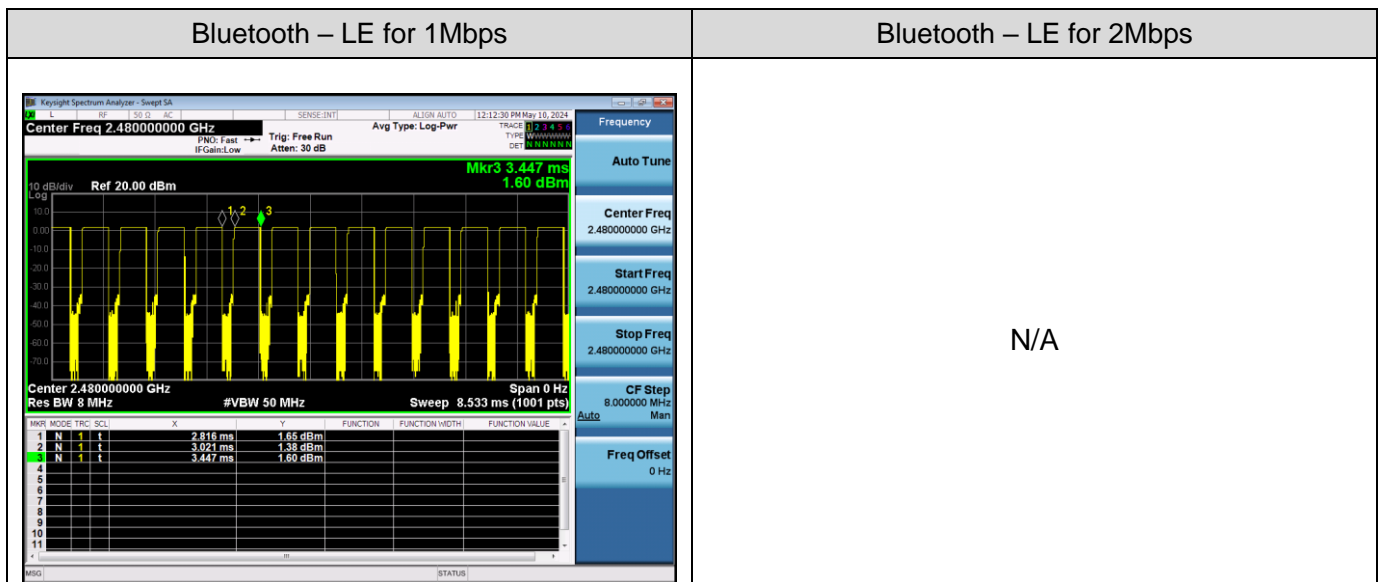 Bluetooth – LE for 1Mbps
Bluetooth – LE for 2Mbps
Keysight Spectrum Analyzer - Swept SA
L RF 50 Ω AC SENSE:INT ALIGN AUTO 12:12:30 PM May 10, 2024
Center Freq 2.480000000 GHz
PNO: Fast
IFGain:Low
Trig: Free Run
Atten: 30 dB
Avg Type: Log-Pwr
TRACE 1 2 3 4 5 6
TYPE W
DET N N N N N N
Mkr3 3.447 ms
1.60 dBm
10 dB/div Ref 20.00 dBm
Log
10.0
0.00
-10.0
-20.0
-30.0
-40.0
-50.0
-60.0
-70.0
1 2 3
Center 2.480000000 GHz Span 0 Hz
Res BW 8 MHz #VBW 50 MHz Sweep 8.533 ms (1001 pts)
MKR MODE TRC SCL X Y FUNCTION FUNCTION WIDTH FUNCTION VALUE
1 N 1 t 2.816 ms 1.65 dBm
2 N 1 t 3.021 ms 1.38 dBm
3 N 1 t 3.447 ms 1.60 dBm
4
5
6
7
8
9
10
11
MSG STATUS
Frequency
Auto Tune
Center Freq
2.480000000 GHz
Start Freq
2.480000000 GHz
Stop Freq
2.480000000 GHz
CF Step
8.000000 MHz
Auto Man
Freq Offset
0 Hz
N/A